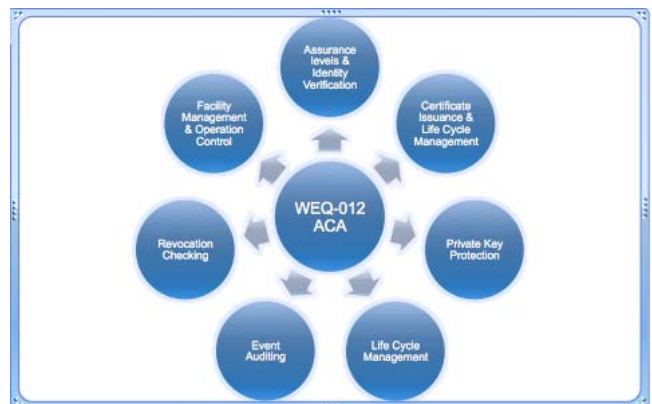 Assurance
levels &
Identity
Verification
Certificate
Issuance &
Life Cycle
Management
Private Key
Protection
Life Cycle
Management
Event
Auditing
Revocation
Checking
Facility
Management
& Operation
Control
WEQ-012
ACA